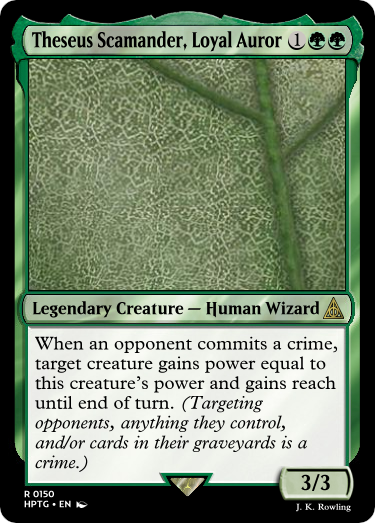 Theseus Scamander, Loyal Auror 1
Legendary Creature — Human Wizard
When an opponent commits a crime,
target creature gains power equal to
this creature's power and gains reach
until end of turn. (Targeting
opponents, anything they control,
and/or cards in their graveyards is a
crime.)
3/3
R 0150
HPTG • EN
J. K. Rowling